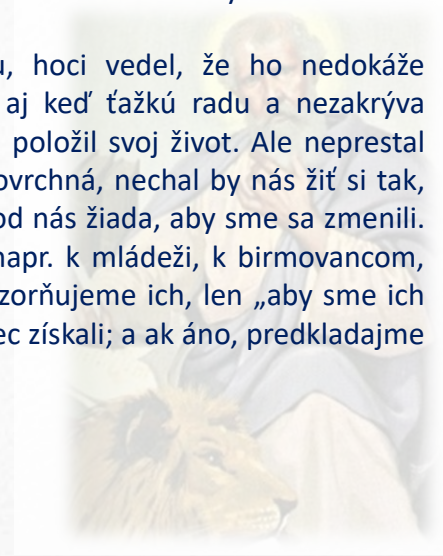 u, hoci vedel, že ho nedokáže
aj keď ťažkú radu a nezakrýva
položil svoj život. Ale neprestal
ovrchná, nechal by nás žiť si tak,
od nás žiada, aby sme sa zmenili.
napr. k mládeži, k birmovancom,
zorňujeme ich, len „aby sme ich
ec získali; a ak áno, predkladajme